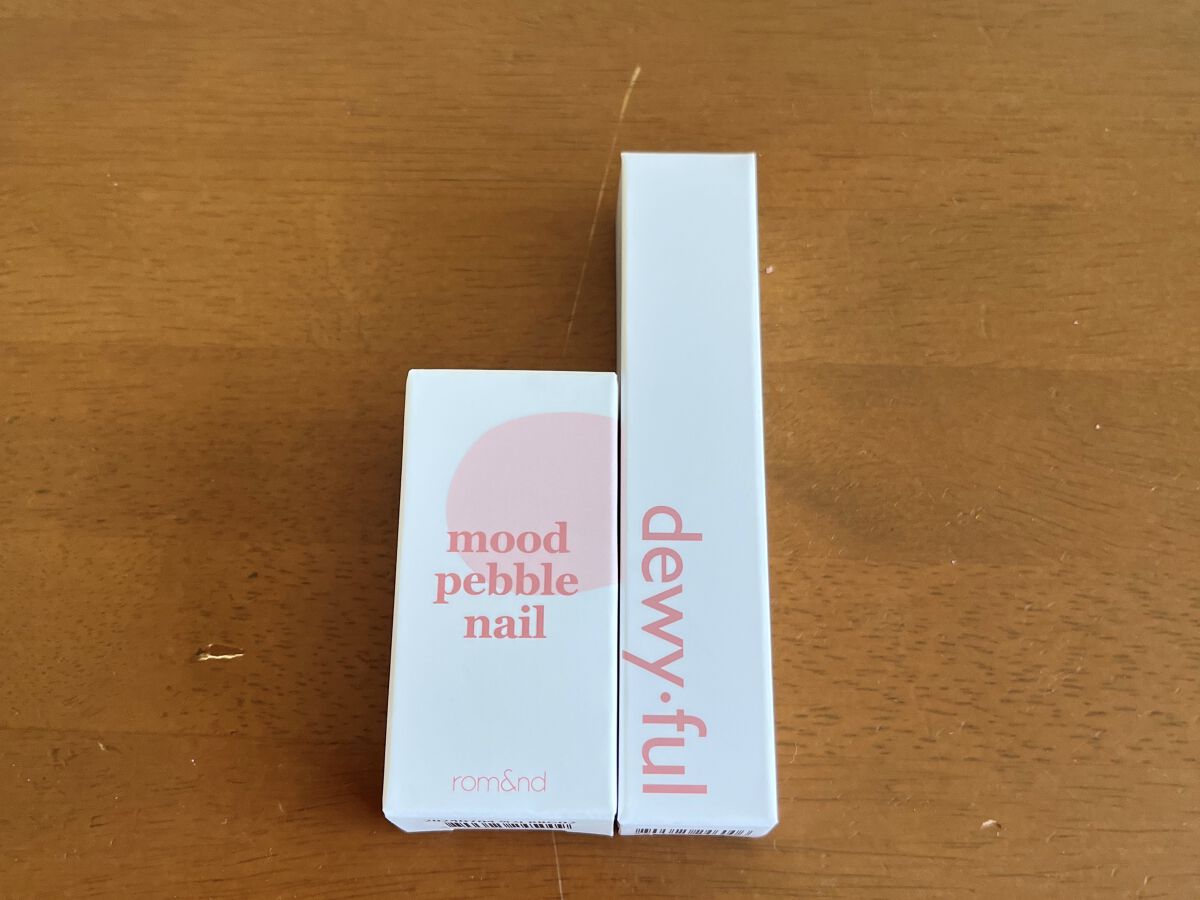 mood
pebble
nail
rom&nd
dewy·ful